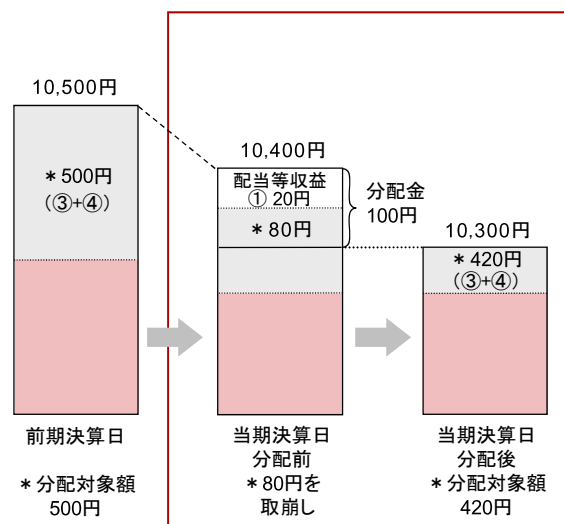 10,500円
＊500円
（③+④）
前期決算日
＊分配対象額
500円
10,400円
配当等収益
① 20円
＊80円
分配金
100円
当期決算日
分配前
＊80円を
取崩し
10,300円
＊420円
（③+④）
当期決算日
分配後
＊分配対象額
420円